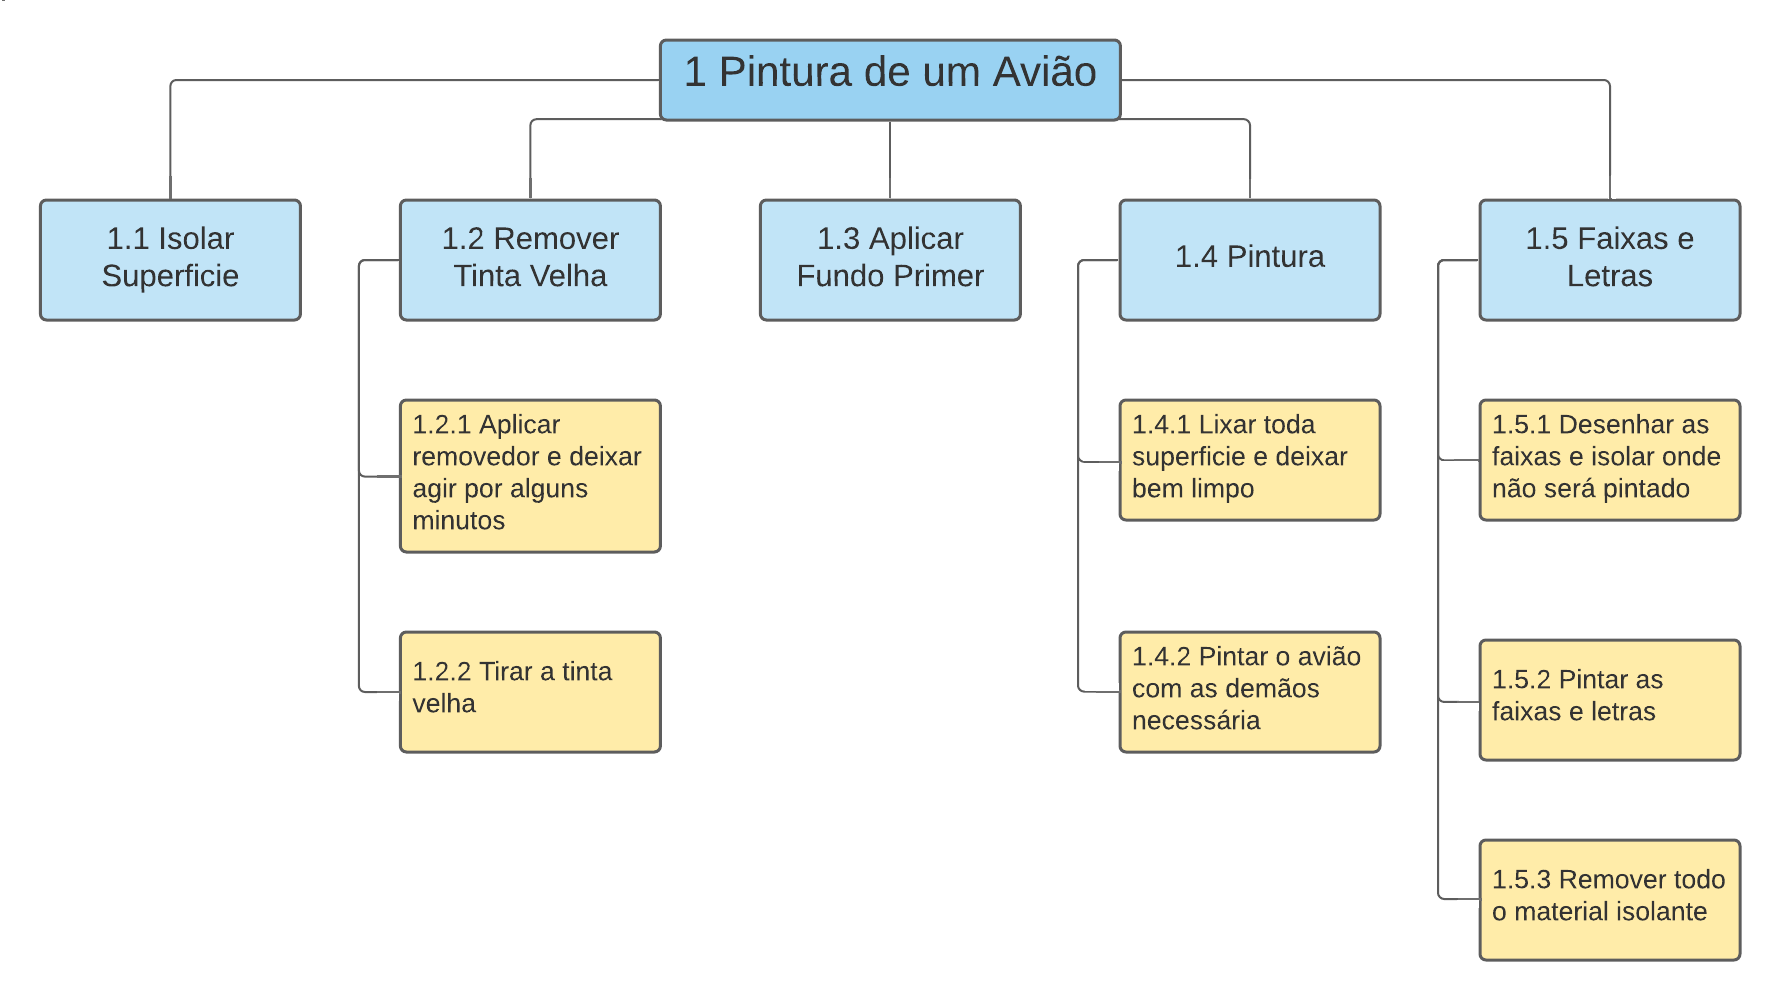 1 Pintura de um Avião
1.1 Isolar
Superficie
1.2 Remover
Tinta Velha
1.3 Aplicar
Fundo Primer
1.4 Pintura
1.5 Faixas e
Letras
1.2.1 Aplicar
removedor e deixar
agir por alguns
minutos
1.2.2 Tirar a tinta
velha
1.4.1 Lixar toda
superficie e deixar
bem limpo
1.4.2 Pintar o avião
com as demãos
necessária
1.5.1 Desenhar as
faixas e isolar onde
não será pintado
1.5.2 Pintar as
faixas e letras
1.5.3 Remover todo
o material isolante